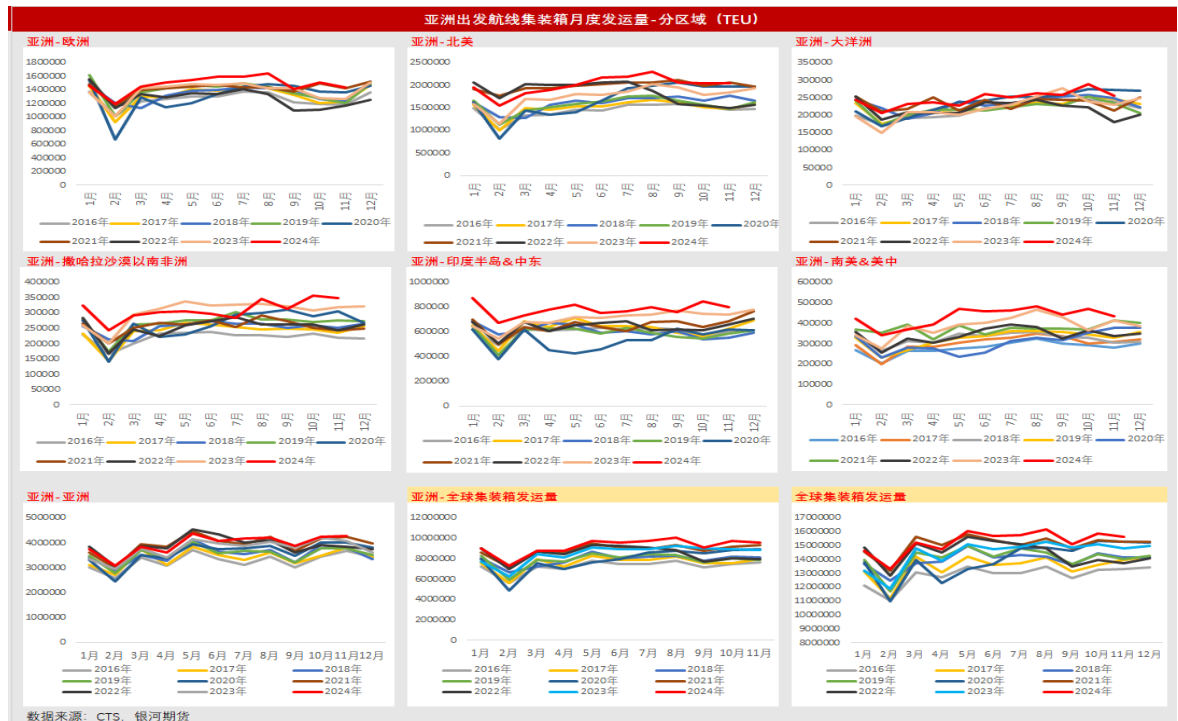 亚洲出发航线集装箱月度发运量-分区域（TEU）
亚洲-欧洲
1800000
1600000
1400000
1200000
1000000
800000
600000
400000
200000
0
1月 2月 3月 4月 5月 6月 7月 8月 9月 10月 11月 12月
2016年 2017年 2018年 2019年 2020年
2021年 2022年 2023年 2024年
亚洲-北美
2500000
2000000
1500000
1000000
500000
0
1月 2月 3月 4月 5月 6月 7月 8月 9月 10月 11月 12月
2016年 2017年 2018年 2019年 2020年
2021年 2022年 2023年 2024年
亚洲-大洋洲
350000
300000
250000
200000
150000
100000
50000
0
1月 2月 3月 4月 5月 6月 7月 8月 9月 10月 11月 12月
2016年 2017年 2018年 2019年 2020年
2021年 2022年 2023年 2024年
亚洲-撒哈拉沙漠以南非洲
400000
350000
300000
250000
200000
150000
100000
50000
0
1月 2月 3月 4月 5月 6月 7月 8月 9月 10月 11月 12月
2016年 2017年 2018年 2019年 2020年
2021年 2022年 2023年 2024年
亚洲-印度半岛&中东
1000000
800000
600000
400000
200000
0
1月 2月 3月 4月 5月 6月 7月 8月 9月 10月 11月 12月
2016年 2017年 2018年 2019年 2020年
2021年 2022年 2023年 2024年
亚洲-南美&美中
600000
500000
400000
300000
200000
100000
0
1月 2月 3月 4月 5月 6月 7月 8月 9月 10月 11月 12月
2016年 2017年 2018年 2019年 2020年
2021年 2022年 2023年 2024年
亚洲-亚洲
5000000
4000000
3000000
2000000
1000000
0
1月 2月 3月 4月 5月 6月 7月 8月 9月 10月 11月 12月
2016年 2017年 2018年
2019年 2020年 2021年
2022年 2023年 2024年
亚洲-全球集装箱发运量
12000000
10000000
8000000
6000000
4000000
2000000
0
1月 2月 3月 4月 5月 6月 7月 8月 9月 10月 11月
2016年 2017年 2018年
2019年 2020年 2021年
2022年 2023年 2024年
全球集装箱发运量
17000000
16000000
15000000
14000000
13000000
12000000
11000000
10000000
9000000
8000000
1月 2月 3月 4月 5月 6月 7月 8月 9月 10月 11月 12月
2016年 2017年 2018年
2019年 2020年 2021年
2022年 2023年 2024年
数据来源：CTS、银河期货